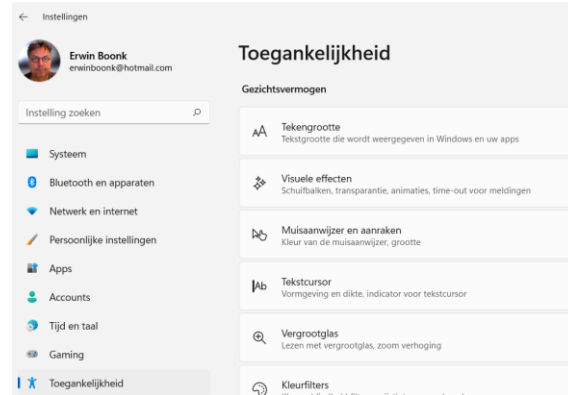 Instellingen
Erwin Boonk
erwinboonk@hotmail.com
Instelling zoeken
Systeem
Bluetooth en apparaten
Netwerk en internet
Persoonlijke instellingen
Apps
Accounts
Tijd en taal
Gaming
Toegankelijkheid
Toegankelijkheid
Gezichtsvermogen
Tekengrootte
Tekstgrootte die wordt weergegeven in Windows en uw apps
Visuele effecten
Schuifbalken, transparantie, animaties, time-out voor meldingen
Muisaanwijzer en aanraken
Kleur van de muisaanwijzer, grootte
Tekstcursor
Vormgeving en dikte, indicator voor tekstcursor
Vergrootglas
Lezen met vergrootglas, zoom verhoging
Kleurfilters